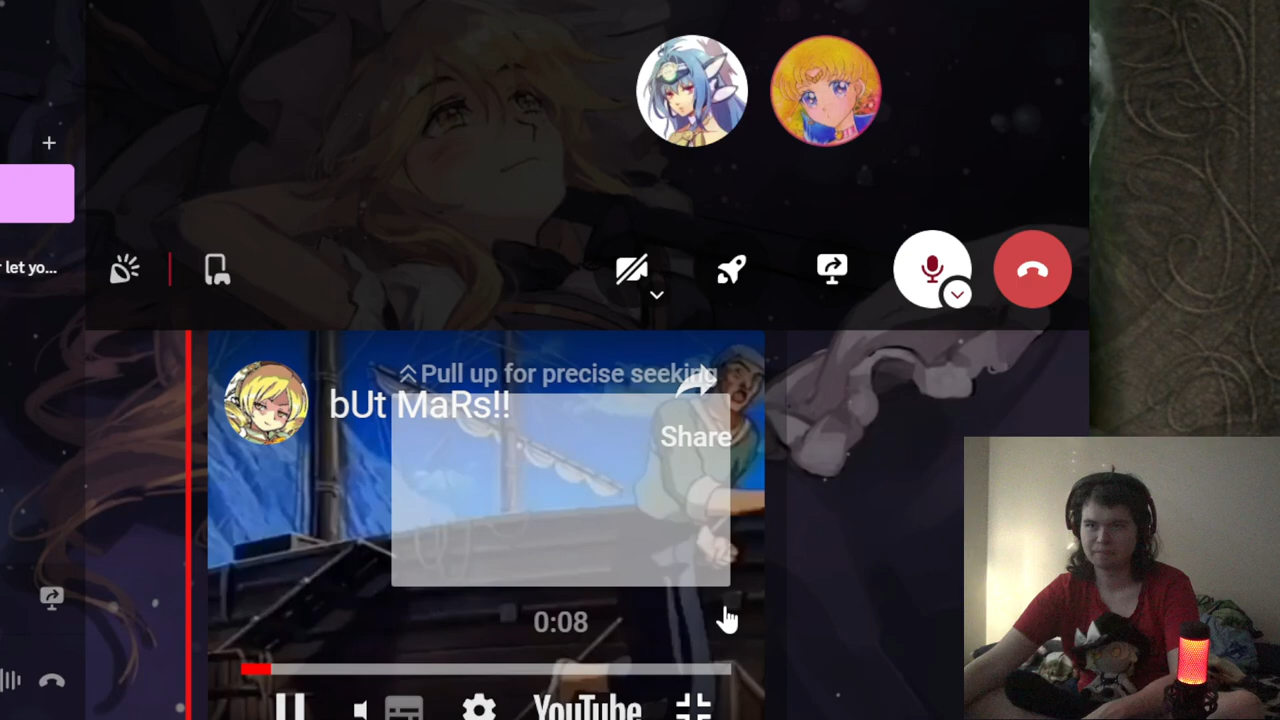 r let yo...
Pull up for precise seeking
bUt MaRs!!
Share
0:08
YouTube